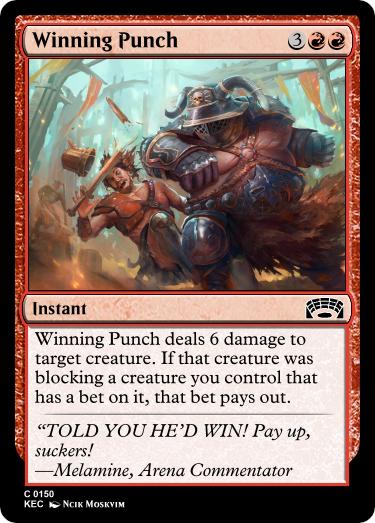 Winning Punch 3
Instant
Winning Punch deals 6 damage to
target creature. If that creature was
blocking a creature you control that
has a bet on it, that bet pays out.
“TOLD YOU HE’D WIN! Pay up,
suckers!
—Melamine, Arena Commentator
C 0150
KEC Ncik Moskvim